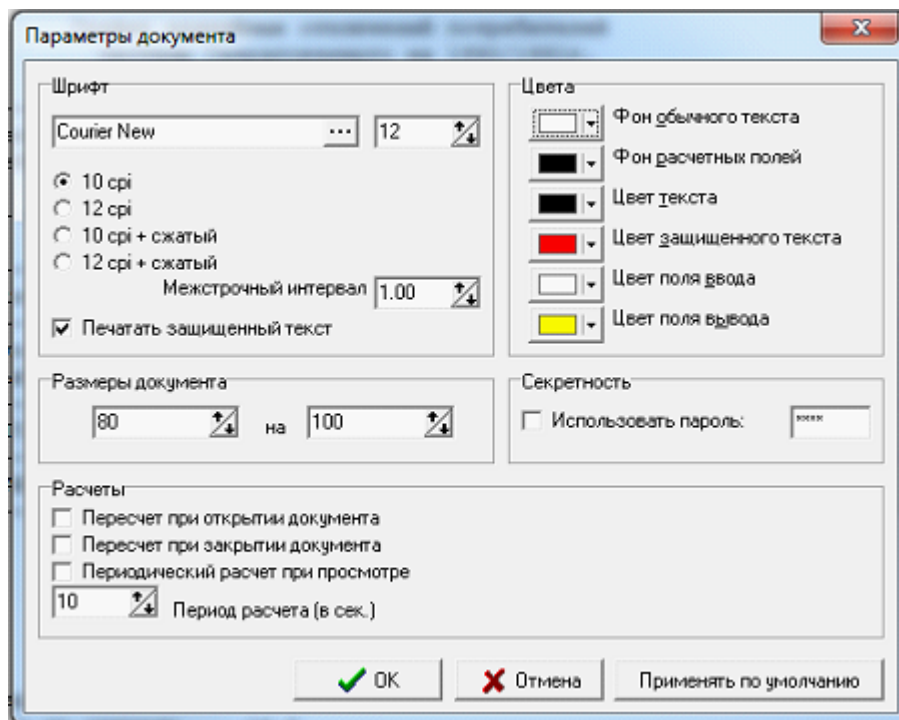 Параметры документа
Шрифт
Courier New ... 12
10 cpi
12 cpi
10 cpi + сжатый
12 cpi + сжатый
Межстрочный интервал 1.00
Печатать защищенный текст
Цвета
Фон обычного текста
Фон расчетных полей
Цвет текста
Цвет защищенного текста
Цвет поля ввода
Цвет поля вывода
Размеры документа
80 на 100
Секретность
Использовать пароль: ****
Расчеты
Пересчет при открытии документа
Пересчет при закрытии документа
Периодический расчет при просмотре
10 Период расчета (в сек.)
OK Отмена Применять по умолчанию